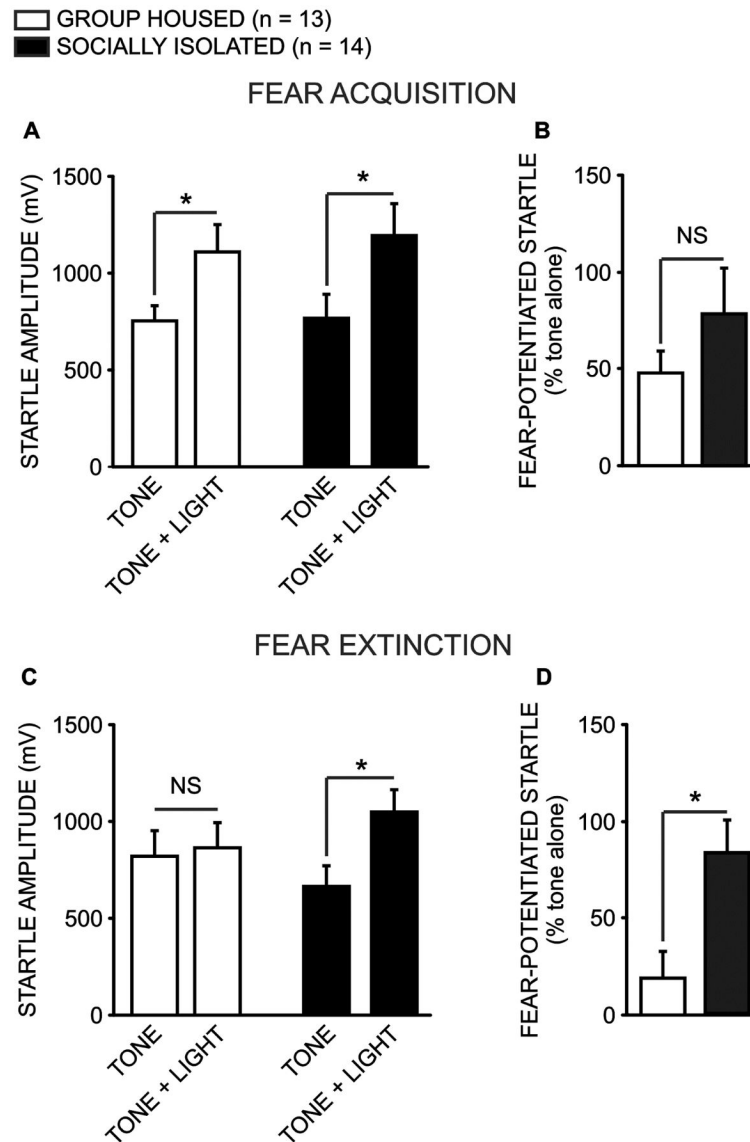 GROUP HOUSED (n = 13)
SOCIALLY ISOLATED (n = 14)
FEAR ACQUISITION
A
STARTLE AMPLITUDE (mV)
1500
1000
500
0
*
*
TONE
TONE + LIGHT
TONE
TONE + LIGHT
B
FEAR-POTENTIATED STARTLE
(% tone alone)
150
100
50
0
NS
FEAR EXTINCTION
C
STARTLE AMPLITUDE (mV)
1500
1000
500
0
NS
*
TONE
TONE + LIGHT
TONE
TONE + LIGHT
D
FEAR-POTENTIATED STARTLE
(% tone alone)
150
100
50
0
*